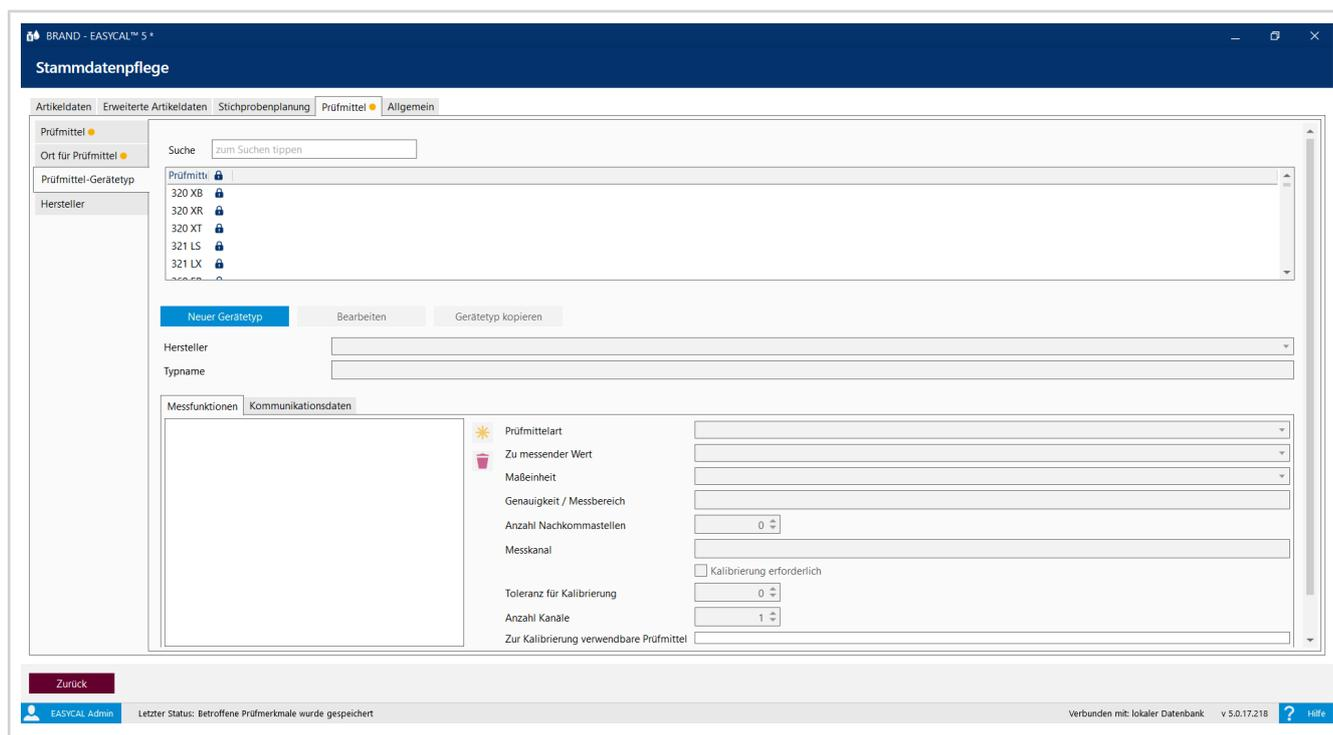 BRAND - EASYCAL™ 5 *
Stammdatenpflege
Artikeldaten Erweiterte Artikeldaten Stichprobenplanung Prüfmittel Allgemein
Prüfmittel
Ort für Prüfmittel
Prüfmittel-Gerätetyp
Hersteller
Suche zum Suchen tippen
Prüfmitte
320 XB
320 XR
320 XT
321 LS
321 LX
Neuer Gerätetyp Bearbeiten Gerätetyp kopieren
Hersteller
Typname
Messfunktionen Kommunikationsdaten
Prüfmittelart
Zu messender Wert
Maßeinheit
Genauigkeit / Messbereich
Anzahl Nachkommastellen 0
Messkanal
Kalibrierung erforderlich
Toleranz für Kalibrierung 0
Anzahl Kanäle 1
Zur Kalibrierung verwendbare Prüfmittel
Zurück
EASYCAL Admin Letzter Status: Betroffene Prüfmerkmale wurde gespeichert Verbunden mit: lokaler Datenbank v 5.0.17.218 ? Hilfe